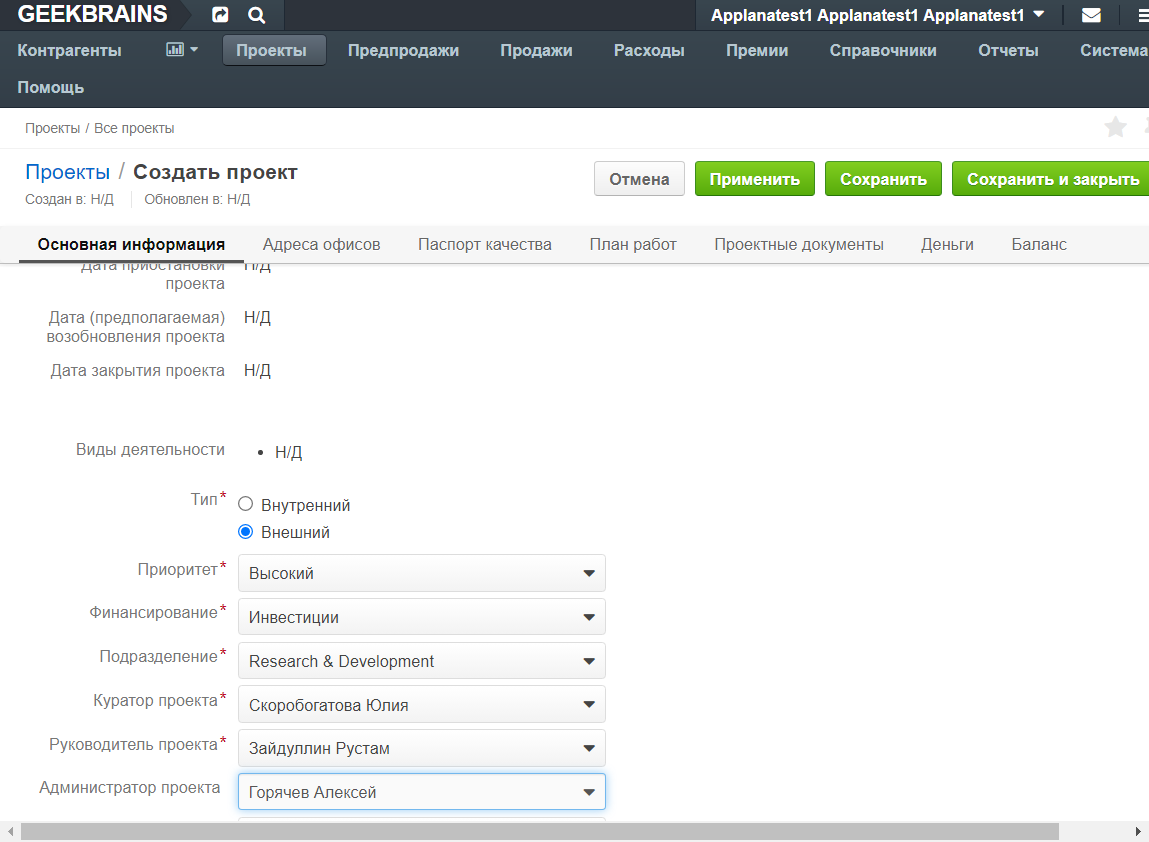 GEEKBRAINS
Applanatest1 Applanatest1 Applanatest1
Контрагенты Проекты Предпродажи Продажи Расходы Премии Справочники Отчеты Система
Помощь
Проекты / Все проекты
Проекты / Создать проект
Создан в: Н/Д Обновлен в: Н/Д
Отмена Применить Сохранить Сохранить и закрыть
Основная информация Адреса офисов Паспорт качества План работ Проектные документы Деньги Баланс
Дата приостановки Н/Д
проекта
Дата (предполагаемая) Н/Д
возобновления проекта
Дата закрытия проекта Н/Д
Виды деятельности • Н/Д
Тип* Внутренний
Внешний
Приоритет* Высокий
Финансирование* Инвестиции
Подразделение* Research & Development
Куратор проекта* Скоробогатова Юлия
Руководитель проекта* Зайдуллин Рустам
Администратор проекта Горячев Алексей